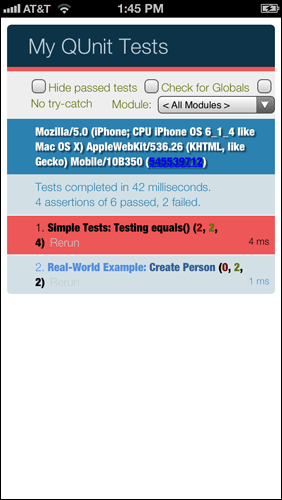 AT&T 1:45 PM
My QUnit Tests
Hide passed tests Check for Globals
No try-catch Module: < All Modules >
Mozilla/5.0 (iPhone; CPU iPhone OS 6_1_4 like
Mac OS X) AppleWebKit/536.26 (KHTML, like
Gecko) Mobile/10B350 (545539712)
Tests completed in 42 milliseconds.
4 assertions of 6 passed, 2 failed.
1. Simple Tests: Testing equals() (2, 2,
4) Rerun 4 ms
2. Real-World Example: Create Person (0, 2,
2) Rerun 1 ms